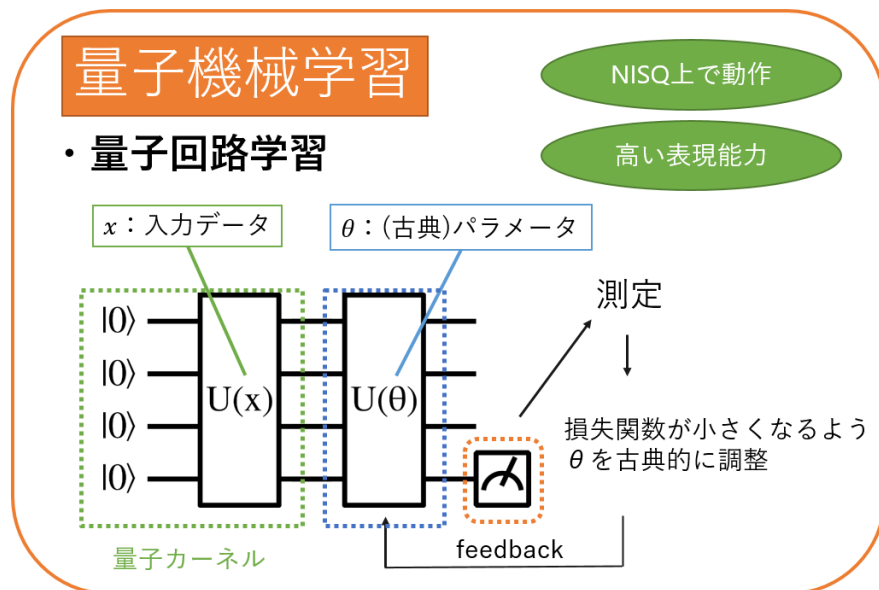 量子機械学習
NISQ上で動作
・量子回路学習
高い表現能力
x：入力データ
θ：(古典)パラメータ
測定
|0⟩
|0⟩
|0⟩
|0⟩
U(x)
U(θ)
損失関数が小さくなるよう
θを古典的に調整
feedback
量子カーネル